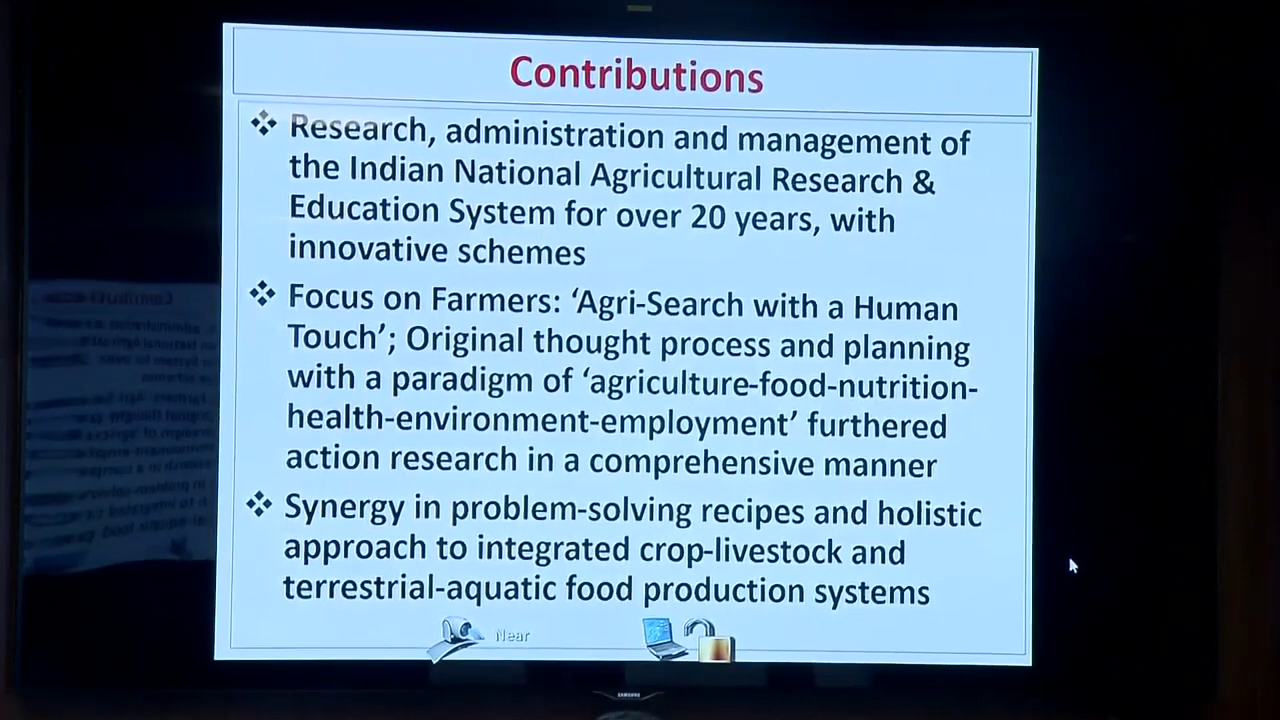 Contributions
❖ Research, administration and management of
the Indian National Agricultural Research &
Education System for over 20 years, with
innovative schemes
❖ Focus on Farmers: ‘Agri-Search with a Human
Touch’; Original thought process and planning
with a paradigm of ‘agriculture-food-nutrition-
health-environment-employment’ furthered
action research in a comprehensive manner
❖ Synergy in problem-solving recipes and holistic
approach to integrated crop-livestock and
terrestrial-aquatic food production systems
Near
SAMSUNG